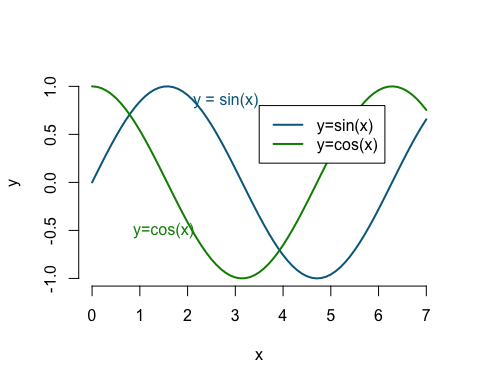 y = sin(x)
y=sin(x)
y=cos(x)
y=cos(x)
y
1.0
0.5
0.0
-0.5
-1.0
0 1 2 3 4 5 6 7
x